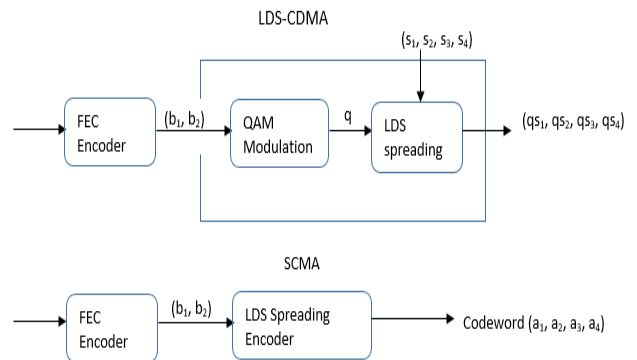 LDS-CDMA
(s₁, s₂, s₃, s₄)
FEC
Encoder
(b₁, b₂)
QAM
Modulation
q
LDS
spreading
(qs₁, qs₂, qs₃, qs₄)
SCMA
FEC
Encoder
(b₁, b₂)
LDS Spreading
Encoder
Codeword (a₁, a₂, a₃, a₄)